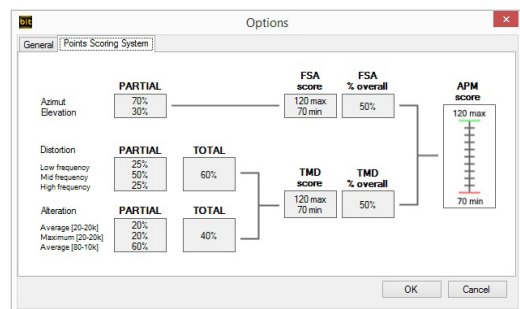 bit
Options
×
General
Points Scoring System
PARTIAL
Azimut
Elevation
70%
30%
FSA
score
120 max
70 min
FSA
% overall
50%
APM
score
120 max
70 min
Distortion
PARTIAL
TOTAL
Low frequency
Mid frequency
High frequency
25%
50%
25%
60%
TMD
score
120 max
70 min
TMD
% overall
50%
Alteration
PARTIAL
TOTAL
Average [20-20k]
Maximum [20-20k]
Average [80-10k]
20%
20%
60%
40%
OK
Cancel